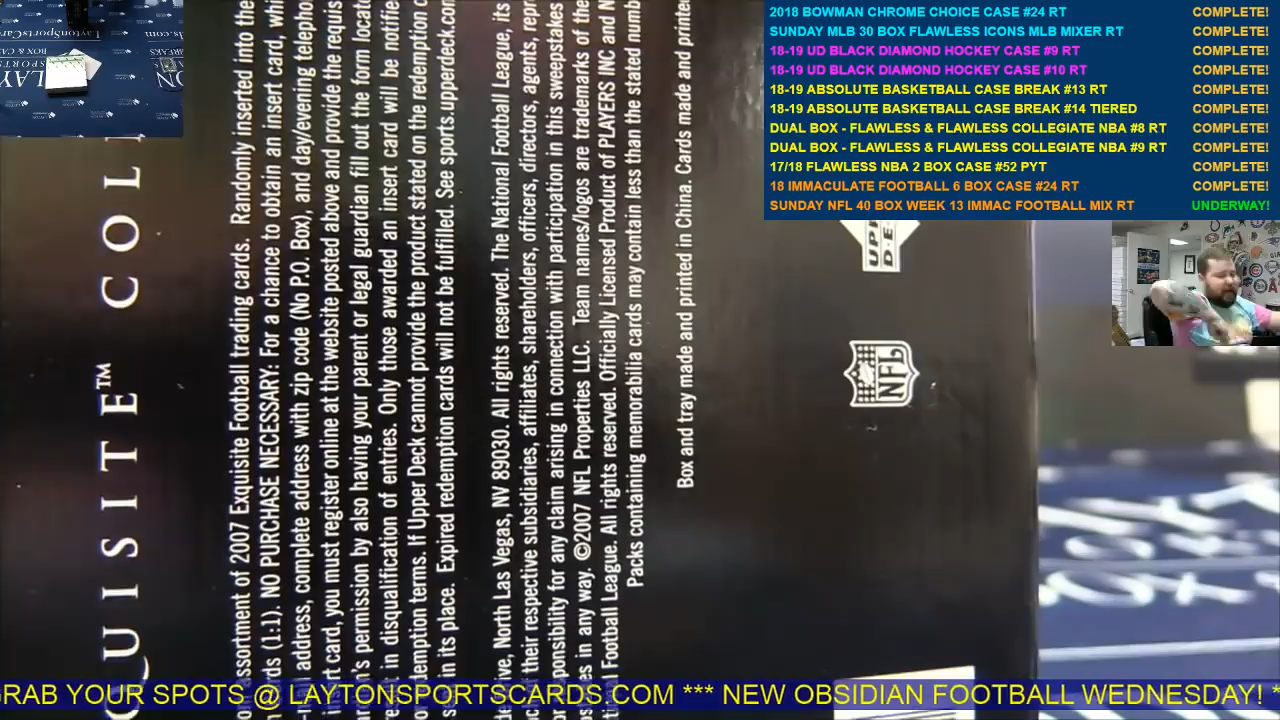 2018 BOWMAN CHROME CHOICE CASE #24 RT COMPLETE!
SUNDAY MLB 30 BOX FLAWLESS ICONS MLB MIXER RT COMPLETE!
18-19 UD BLACK DIAMOND HOCKEY CASE #9 RT COMPLETE!
18-19 UD BLACK DIAMOND HOCKEY CASE #10 RT COMPLETE!
18-19 ABSOLUTE BASKETBALL CASE BREAK #13 RT COMPLETE!
18-19 ABSOLUTE BASKETBALL CASE BREAK #14 TIERED COMPLETE!
DUAL BOX - FLAWLESS & FLAWLESS COLLEGIATE NBA #8 RT COMPLETE!
DUAL BOX - FLAWLESS & FLAWLESS COLLEGIATE NBA #9 RT COMPLETE!
17/18 FLAWLESS NBA 2 BOX CASE #52 PYT COMPLETE!
18 IMMACULATE FOOTBALL 6 BOX CASE #24 RT COMPLETE!
SUNDAY NFL 40 BOX WEEK 13 IMMAC FOOTBALL MIX RT UNDERWAY!
QUISITE™ COL
assortment of 2007 Exquisite Football trading cards. Randomly inserted into the
rds (1:1). NO PURCHASE NECESSARY: For a chance to obtain an insert card, whi
address, complete address with zip code (No P.O. Box), and day/evening telepho
rt card, you must register online at the website posted above and provide the requis
n's permission by also having your parent or legal guardian fill out the form locat
t in disqualification of entries. Only those awarded an insert card will be notifie
demption terms. If Upper Deck cannot provide the product stated on the redemption c
in its place. Expired redemption cards will not be fulfilled. See sports.upperdeck.co
ive, North Las Vegas, NV 89030. All rights reserved. The National Football League, its
their respective subsidiaries, affiliates, shareholders, officers, directors, agents, repr
ponsibility for any claim arising in connection with participation in this sweepstakes
es in any way. ©2007 NFL Properties LLC. Team names/logos are trademarks of the
Football League. All rights reserved. Officially Licensed Product of PLAYERS INC and N
Packs containing memorabilia cards may contain less than the stated numb
Box and tray made and printed in China. Cards made and printed
UPP
DE
NFL
GRAB YOUR SPOTS @ LAYTONSPORTSCARDS.COM *** NEW OBSIDIAN FOOTBALL WEDNESDAY! *